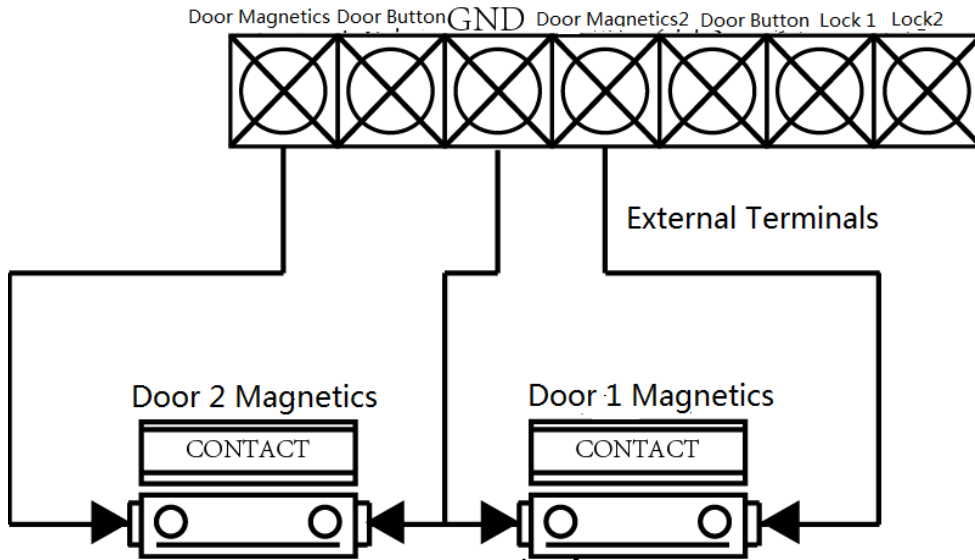 Door Magnetics Door Button GND Door Magnetics2 Door Button Lock 1 Lock2
External Terminals
Door 2 Magnetics
Door 1 Magnetics
CONTACT
CONTACT